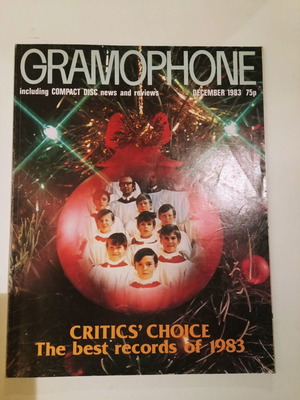 GRAMOPHONE
including COMPACT DISC news and reviews DECEMBER 1983 75p
CRITICS' CHOICE
The best records of 1983